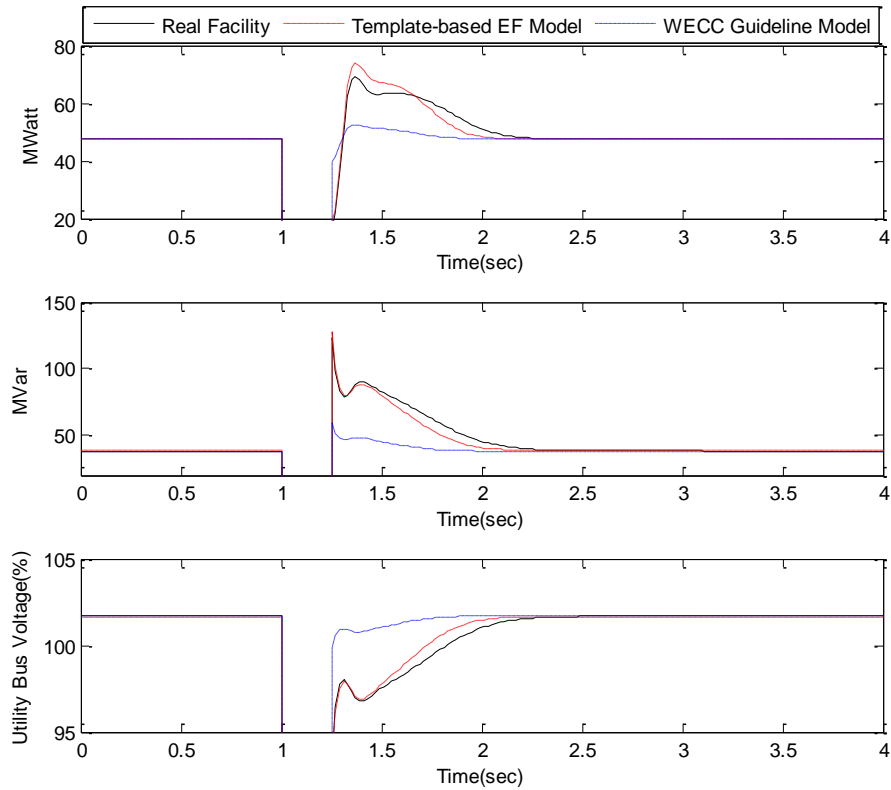 Real Facility Template-based EF Model WECC Guideline Model
80
60
40
20
MWatt
0 0.5 1 1.5 2 2.5 3 3.5 4
Time(sec)
150
100
50
MVar
0 0.5 1 1.5 2 2.5 3 3.5 4
Time(sec)
105
100
95
Utility Bus Voltage(%)
0 0.5 1 1.5 2 2.5 3 3.5 4
Time(sec)